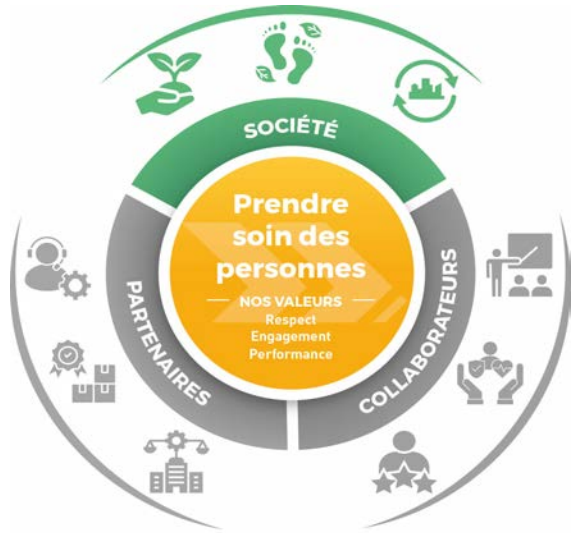 SOCIÉTÉ
Prendre
soin des
personnes
NOS VALEURS
Respect
Engagement
Performance
PARTENAIRES
COLLABORATEURS